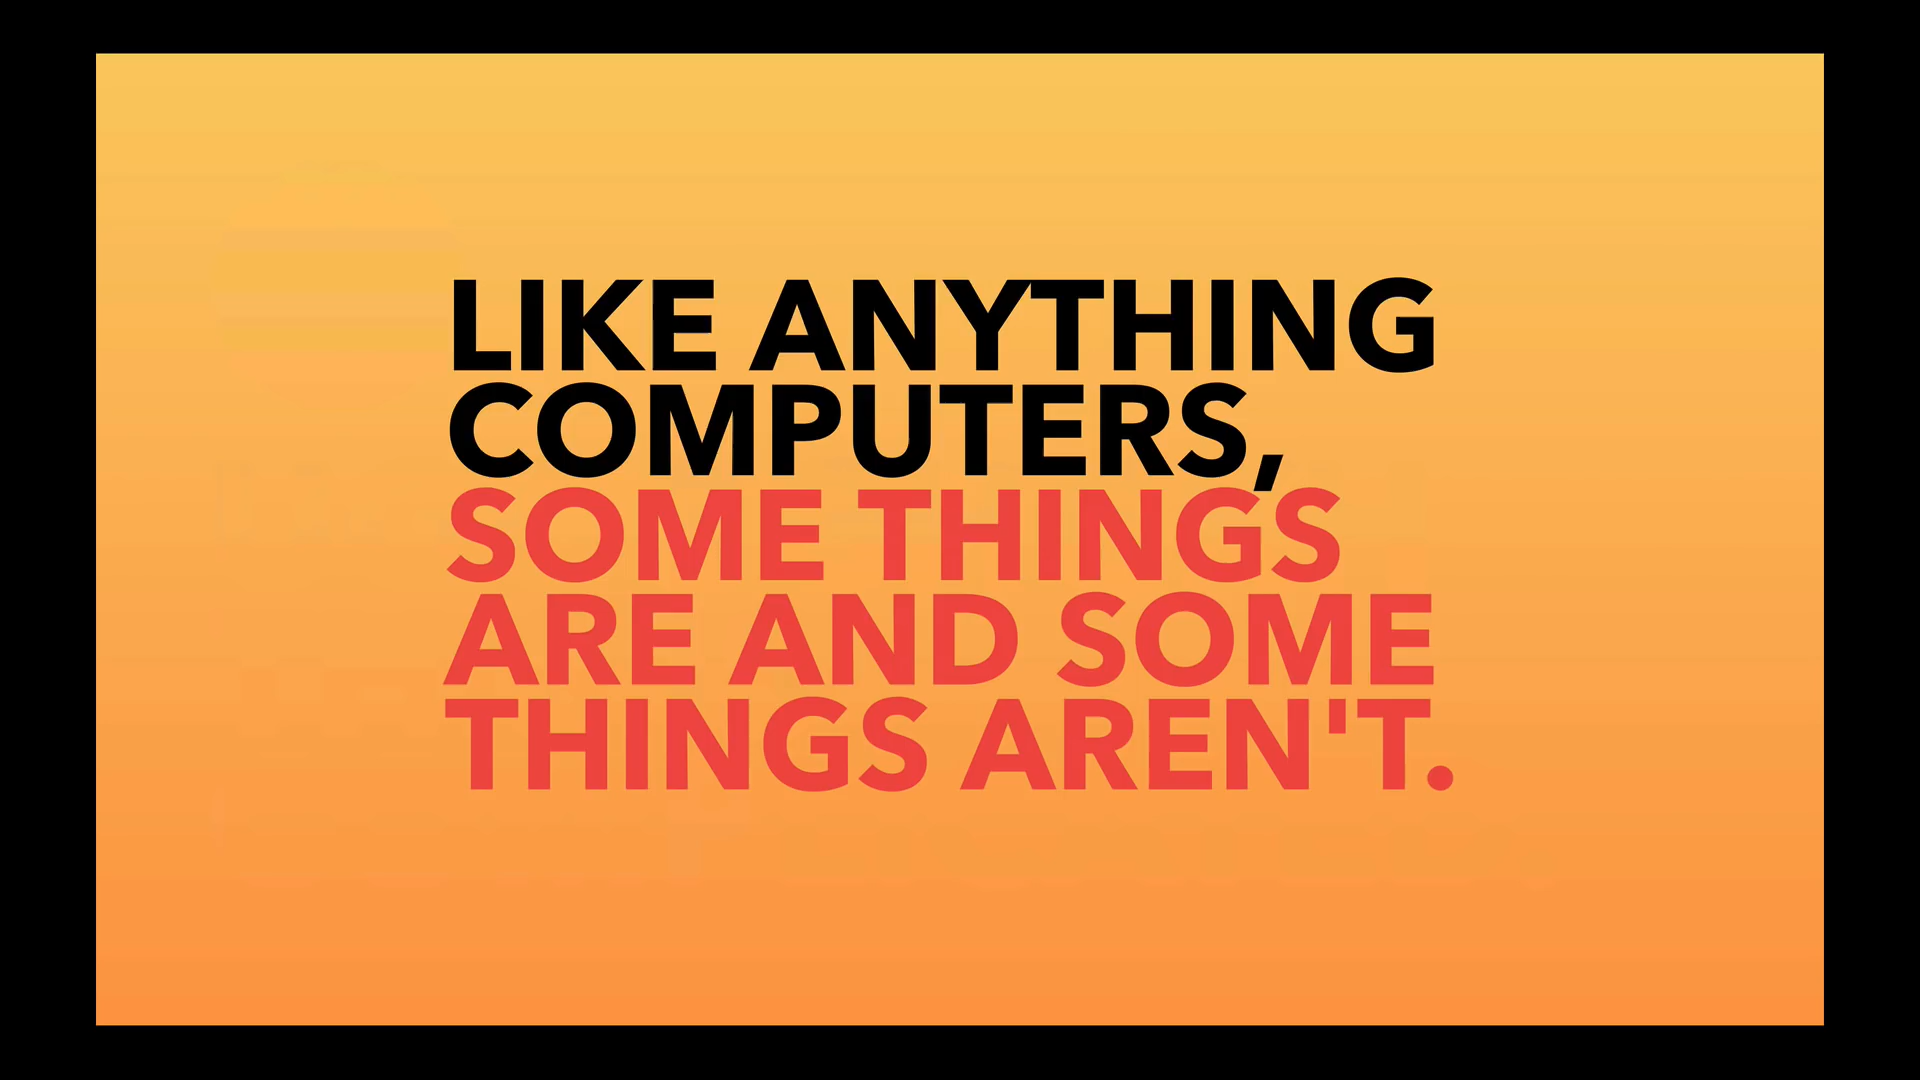 LIKE ANYTHING
COMPUTERS,
SOME THINGS
ARE AND SOME
THINGS AREN'T.